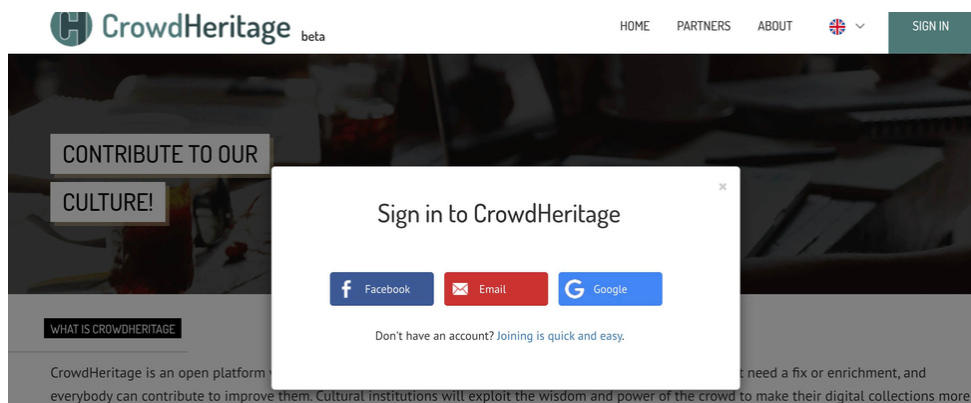 CrowdHeritage beta
HOME PARTNERS ABOUT SIGN IN
CONTRIBUTE TO OUR
CULTURE!
×
Sign in to CrowdHeritage
Facebook Email Google
Don't have an account? Joining is quick and easy.
WHAT IS CROWDHERITAGE
CrowdHeritage is an open platform t need a fix or enrichment, and
everybody can contribute to improve them. Cultural institutions will exploit the wisdom and power of the crowd to make their digital collections more